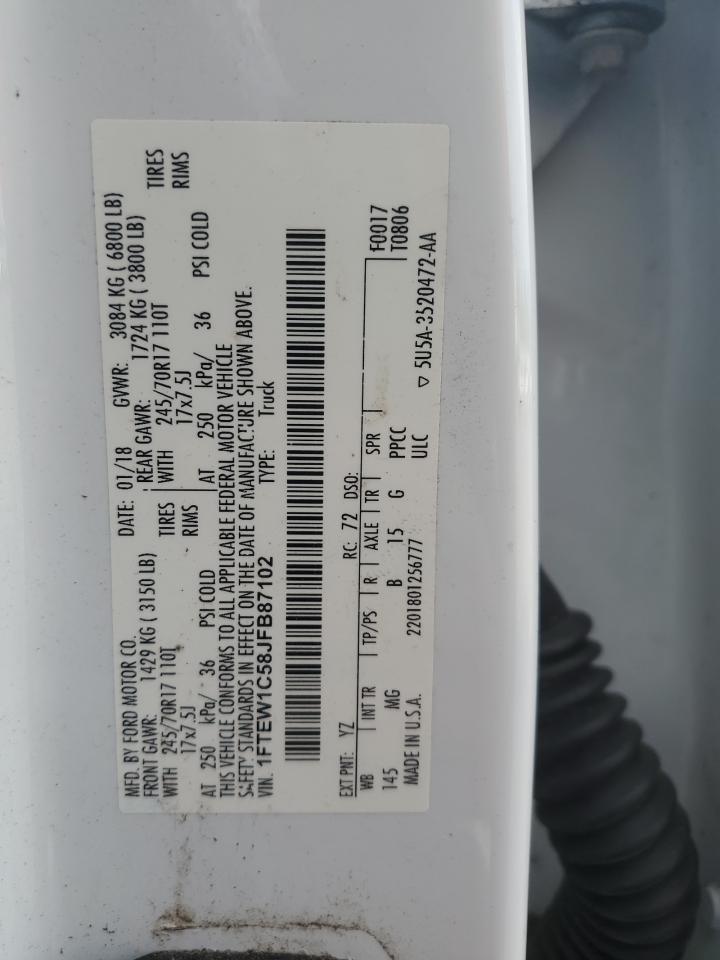 MFD. BY FORD MOTOR CO. DATE: 01/18 GVWR: 3084 KG ( 6800 LB)
FRONT GAWR: 1429 KG ( 3150 LB) REAR GAWR: 1724 KG ( 3800 LB)
WITH 245/70R17 110T TIRES WITH 245/70R17 110T TIRES
17x7.5J RIMS 17x7.5J RIMS
AT 250 kPa/ 36 PSI COLD AT 250 kPa/ 36 PSI COLD
THIS VEHICLE CONFORMS TO ALL APPLICABLE FEDERAL MOTOR VEHICLE
SAFETY STANDARDS IN EFFECT ON THE DATE OF MANUFACTURE SHOWN ABOVE.
VIN: 1FTEW1C58JFB87102 TYPE: Truck
EXT PNT: YZ RC: 72 DSO: F0017
WB INT TR TP/PS R AXLE TR SPR T0806
145 MG B 15 G PPCC
MADE IN U.S.A. 2201801256777 ULC ▽ 5U5A-3520472-AA